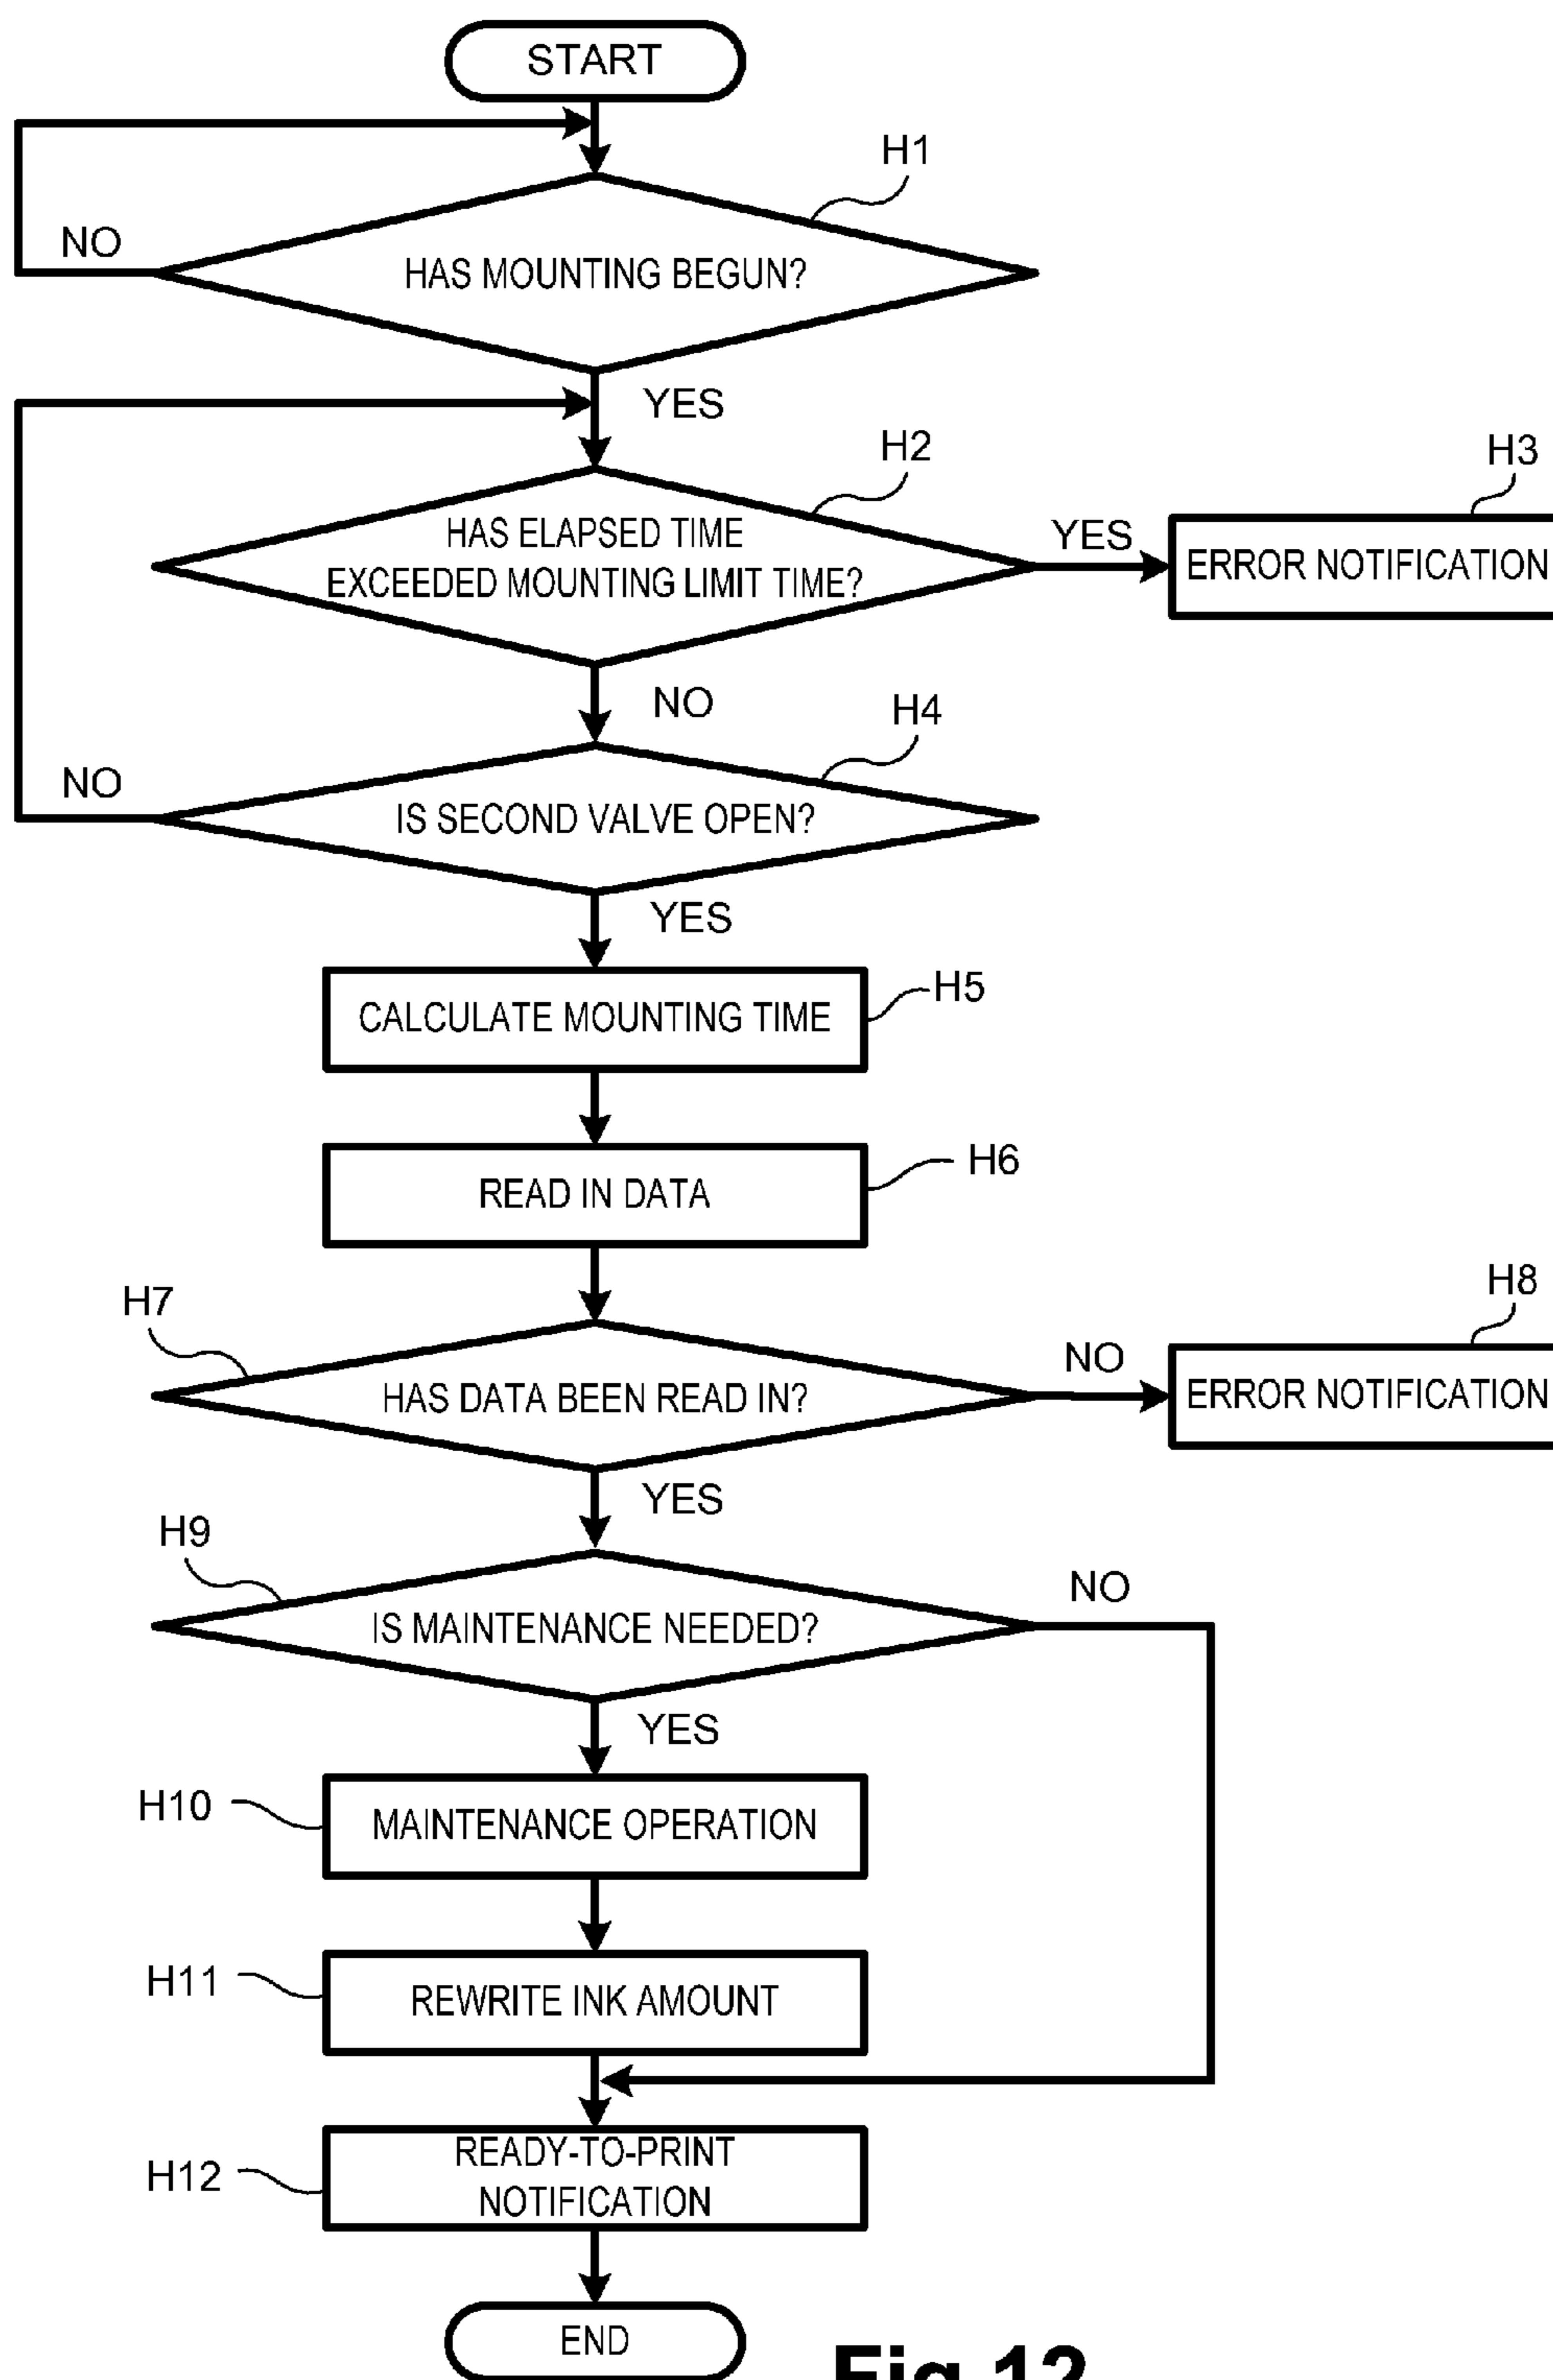 START
H1
NO
HAS MOUNTING BEGUN?
YES
H2
H3
HAS ELAPSED TIME
EXCEEDED MOUNTING LIMIT TIME?
YES
ERROR NOTIFICATION
NO
H4
NO
IS SECOND VALVE OPEN?
YES
CALCULATE MOUNTING TIME
H5
READ IN DATA
H6
H7
H8
HAS DATA BEEN READ IN?
NO
ERROR NOTIFICATION
YES
H9
NO
IS MAINTENANCE NEEDED?
YES
H10
MAINTENANCE OPERATION
H11
REWRITE INK AMOUNT
H12
READY-TO-PRINT
NOTIFICATION
END
Fig.12